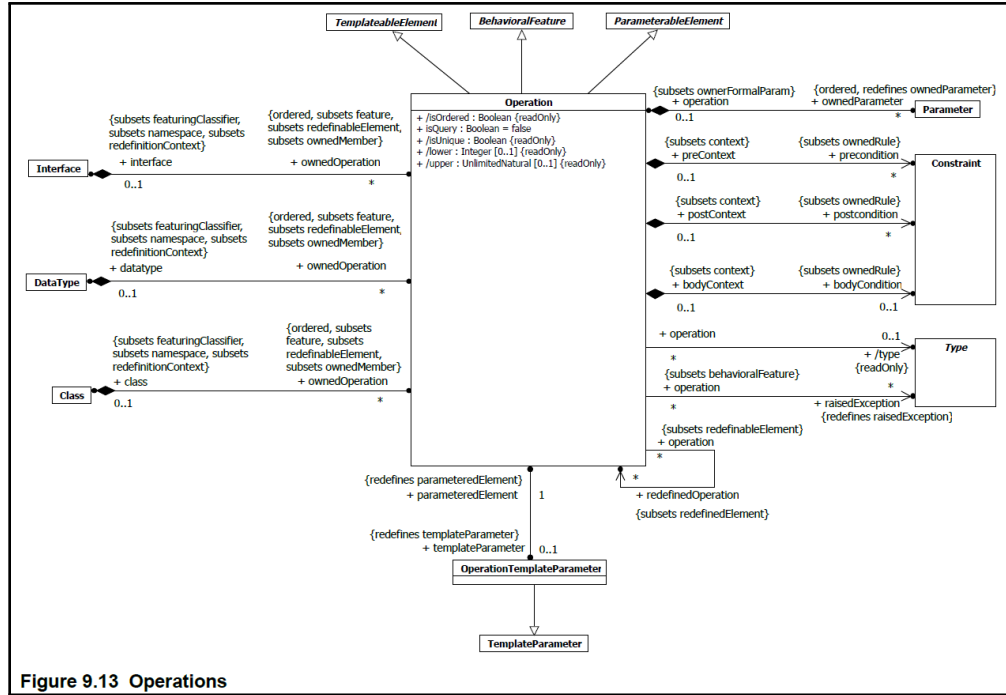 TemplateableElement
BehavioralFeature
ParameterableElement
Operation
+ /isOrdered : Boolean {readOnly}
+ isQuery : Boolean = false
+ /isUnique : Boolean {readOnly}
+ /lower : Integer [0..1] {readOnly}
+ /upper : UnlimitedNatural [0..1] {readOnly}
{subsets featuringClassifier,
subsets namespace, subsets
redefinitionContext}
+ interface
0..1
{ordered, subsets feature,
subsets redefinableElement,
subsets ownedMember}
+ ownedOperation
*
Interface
{subsets featuringClassifier,
subsets namespace, subsets
redefinitionContext}
+ datatype
0..1
{ordered, subsets feature,
subsets redefinableElement,
subsets ownedMember}
+ ownedOperation
*
DataType
{subsets featuringClassifier,
subsets namespace, subsets
redefinitionContext}
+ class
0..1
{ordered, subsets
feature, subsets
redefinableElement,
subsets ownedMember}
+ ownedOperation
*
Class
{subsets ownerFormalParam}
+ operation
0..1
{ordered, redefines ownedParameter}
+ ownedParameter
*
Parameter
{subsets context}
+ preContext
0..1
{subsets ownedRule}
+ precondition
*
Constraint
{subsets context}
+ postContext
0..1
{subsets ownedRule}
+ postcondition
*
{subsets context}
+ bodyContext
0..1
{subsets ownedRule}
+ bodyCondition
0..1
+ operation
*
0..1
+ /type
{readOnly}
Type
{subsets behavioralFeature}
+ operation
*
*
+ raisedException
{redefines raisedException}
{subsets redefinableElement}
+ operation
*
*
+ redefinedOperation
{subsets redefinedElement}
{redefines parameteredElement}
+ parameteredElement
1
{redefines templateParameter}
+ templateParameter
0..1
OperationTemplateParameter
TemplateParameter
Figure 9.13 Operations